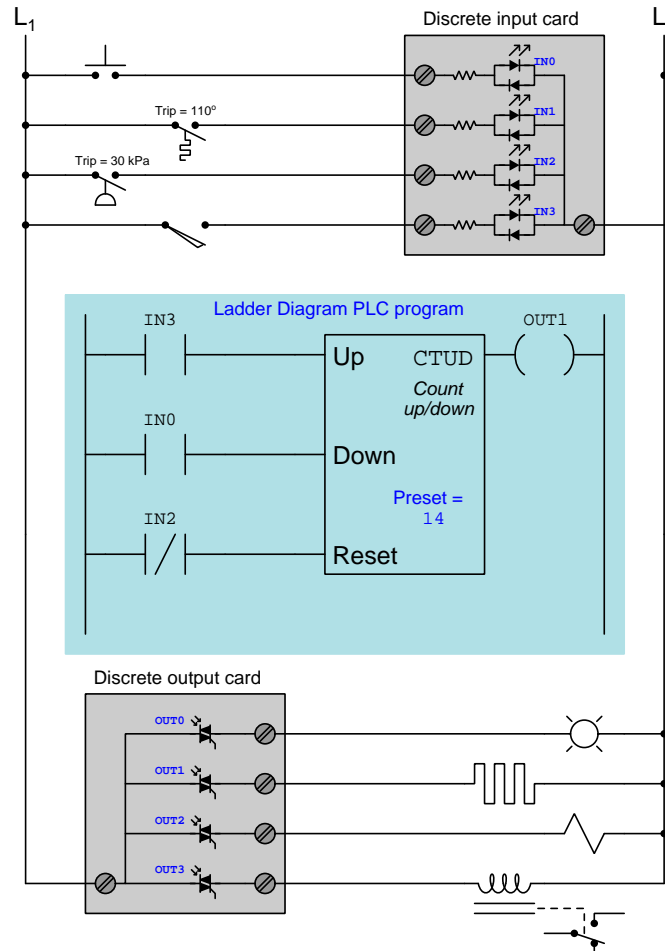 L1
Discrete input card
L
IN0
Trip = 110°
IN1
Trip = 30 kPa
IN2
IN3
Ladder Diagram PLC program
IN3
OUT1
Up
CTUD
Count
up/down
IN0
Down
Preset =
14
IN2
Reset
Discrete output card
OUT0
OUT1
OUT2
OUT3